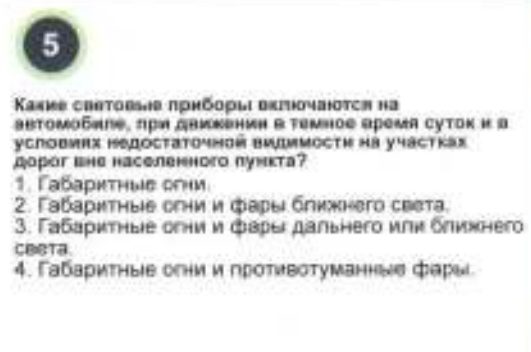 5
Какие световые приборы включаются на
автомобиле, при движении в темное время суток и в
условиях недостаточной видимости на участках
дорог вне населенного пункта?
1. Габаритные огни.
2. Габаритные огни и фары ближнего света.
3. Габаритные огни и фары дальнего или ближнего
света.
4. Габаритные огни и противотуманные фары.